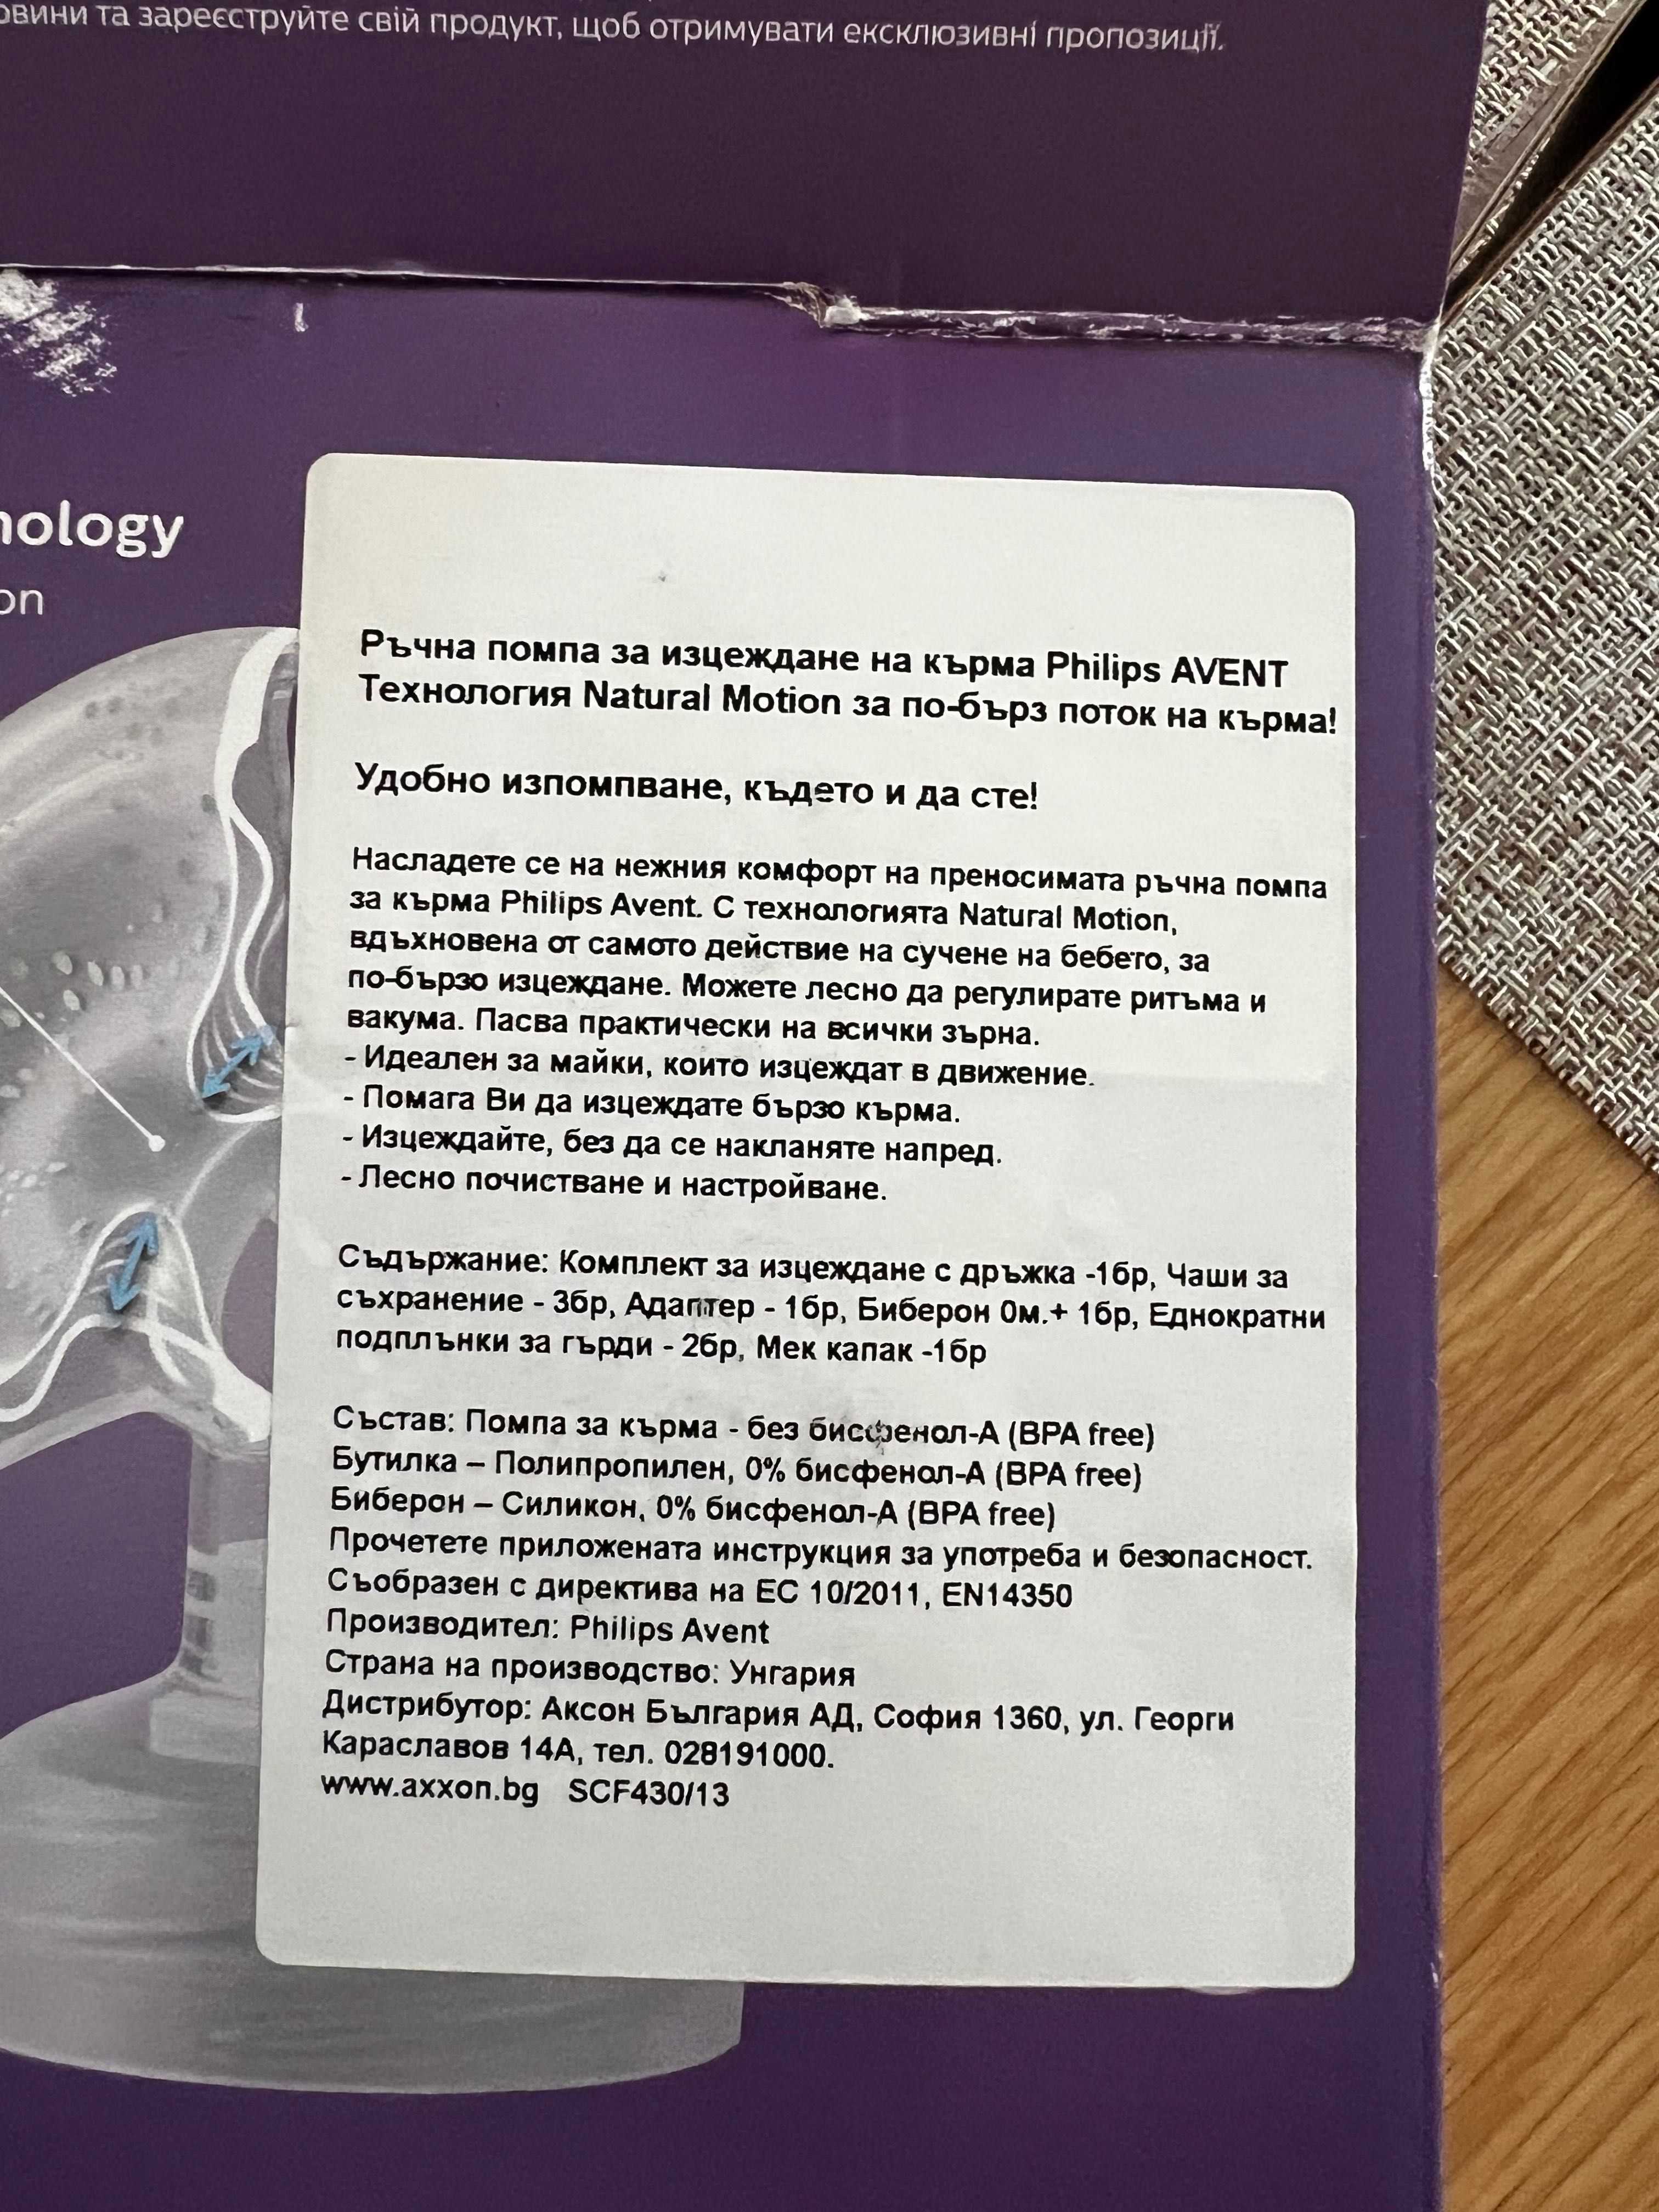 овини та зареєструйте свій продукт, щоб отримувати ексклюзивні пропозиції.
nology
on
Ръчна помпа за изцеждане на кърма Philips AVENT
Технология Natural Motion за по-бърз поток на кърма!
Удобно изпомпване, където и да сте!
Насладете се на нежния комфорт на преносимата ръчна помпа
за кърма Philips Avent. С технологията Natural Motion,
вдъхновена от самото действие на сучене на бебето, за
по-бързо изцеждане. Можете лесно да регулирате ритъма и
вакума. Пасва практически на всички зърна.
- Идеален за майки, които изцеждат в движение.
- Помага Ви да изцеждате бързо кърма.
- Изцеждайте, без да се накланяте напред.
- Лесно почистване и настройване.
Съдържание: Комплект за изцеждане с дръжка -1бр, Чаши за
съхранение - 3бр, Адаптер - 1бр, Биберон 0м.+ 1бр, Еднократни
подплънки за гърди - 2бр, Мек капак -1бр
Състав: Помпа за кърма - без бисфенол-А (BPA free)
Бутилка – Полипропилен, 0% бисфенол-А (BPA free)
Биберон – Силикон, 0% бисфенол-А (BPA free)
Прочетете приложената инструкция за употреба и безопасност.
Съобразен с директива на ЕС 10/2011, EN14350
Производител: Philips Avent
Страна на производство: Унгария
Дистрибутор: Аксон България АД, София 1360, ул. Георги
Караславов 14А, тел. 028191000.
www.axxon.bg SCF430/13